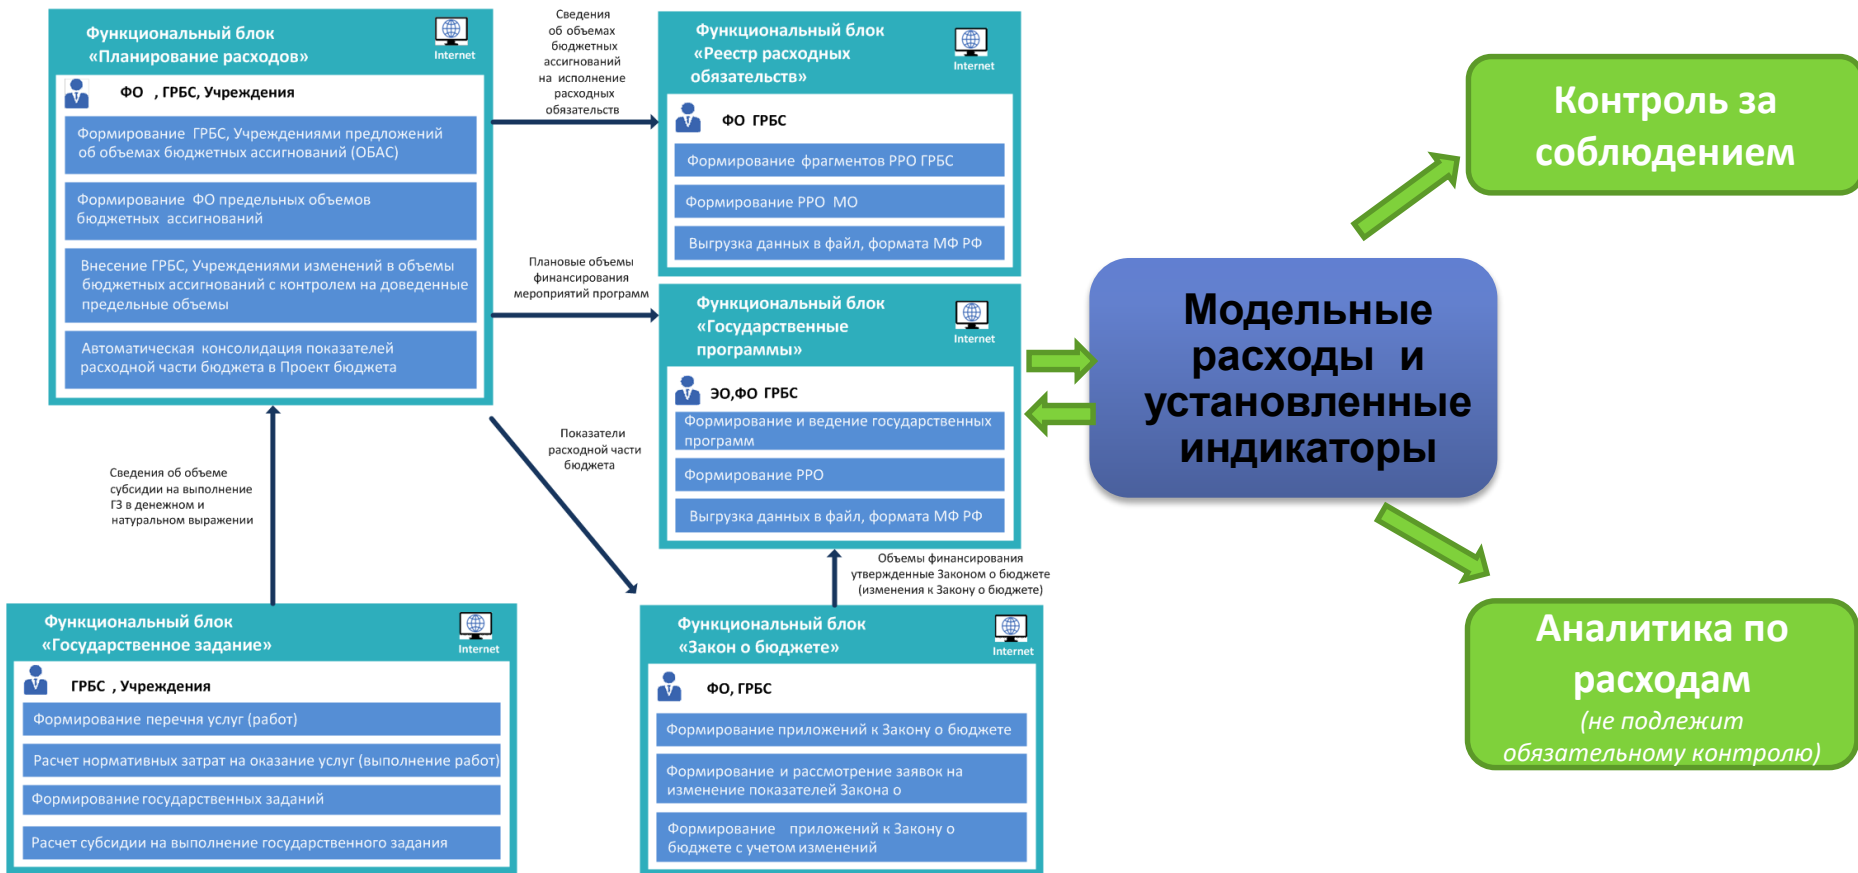 Функциональный блок
«Планирование расходов»
Internet
ФО , ГРБС, Учреждения
Формирование ГРБС, Учреждениями предложений
об объемах бюджетных ассигнований (ОБАС)
Формирование ФО предельных объемов
бюджетных ассигнований
Внесение ГРБС, Учреждениями изменений в объемы
бюджетных ассигнований с контролем на доведенные
предельные объемы
Автоматическая консолидация показателей
расходной части бюджета в Проект бюджета
Сведения
об объемах
бюджетных
ассигнований
на исполнение
расходных
обязательств
Плановые объемы
финансирования
мероприятий программ
Показатели
расходной части
бюджета
Сведения об объеме
субсидии на выполнение
ГЗ в денежном и
натуральном выражении
Функциональный блок
«Реестр расходных
обязательств»
Internet
ФО ГРБС
Формирование фрагментов РРО ГРБС
Формирование РРО МО
Выгрузка данных в файл, формата МФ РФ
Функциональный блок
«Государственные
программы»
Internet
ЭО,ФО ГРБС
Формирование и ведение государственных
программ
Формирование РРО
Выгрузка данных в файл, формата МФ РФ
Объемы финансирования
утвержденные Законом о бюджете
(изменения к Закону о бюджете)
Функциональный блок
«Государственное задание»
Internet
ГРБС , Учреждения
Формирование перечня услуг (работ)
Расчет нормативных затрат на оказание услуг (выполнение работ)
Формирование государственных заданий
Расчет субсидии на выполнение государственного задания
Функциональный блок
«Закон о бюджете»
Internet
ФО, ГРБС
Формирование приложений к Закону о бюджете
Формирование и рассмотрение заявок на
изменение показателей Закона о
Формирование приложений к Закону о
бюджете с учетом изменений
Модельные
расходы и
установленные
индикаторы
Контроль за
соблюдением
Аналитика по
расходам
(не подлежит
обязательному контролю)